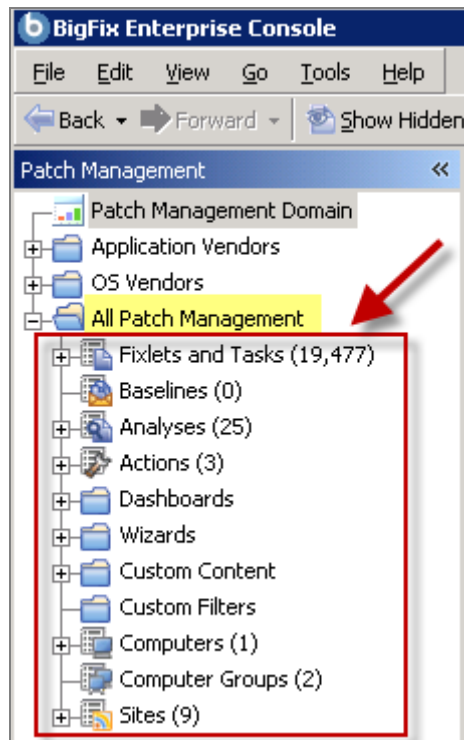 BigFix Enterprise Console
File Edit View Go Tools Help
Back Forward Show Hidden
Patch Management
Patch Management Domain
Application Vendors
OS Vendors
All Patch Management
Fixlets and Tasks (19,477)
Baselines (0)
Analyses (25)
Actions (3)
Dashboards
Wizards
Custom Content
Custom Filters
Computers (1)
Computer Groups (2)
Sites (9)